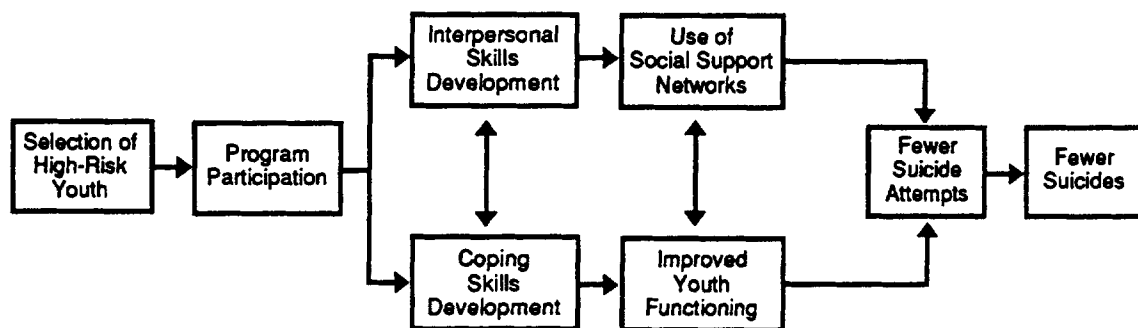 Selection of
High-Risk
Youth
Program
Participation
Interpersonal
Skills
Development
Use of
Social Support
Networks
Coping
Skills
Development
Improved
Youth
Functioning
Fewer
Suicide
Attempts
Fewer
Suicides